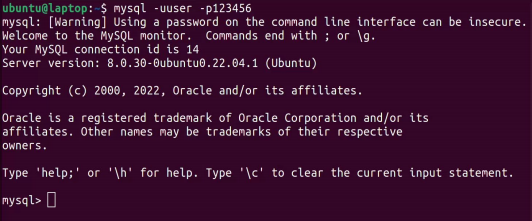 ubuntu@laptop:~$ mysql -uuser -p123456
mysql: [Warning] Using a password on the command line interface can be insecure.
Welcome to the MySQL monitor.  Commands end with ; or \g.
Your MySQL connection id is 14
Server version: 8.0.30-0ubuntu0.22.04.1 (Ubuntu)

Copyright (c) 2000, 2022, Oracle and/or its affiliates.

Oracle is a registered trademark of Oracle Corporation and/or its
affiliates. Other names may be trademarks of their respective
owners.

Type 'help;' or '\h' for help. Type '\c' to clear the current input statement.

mysql>